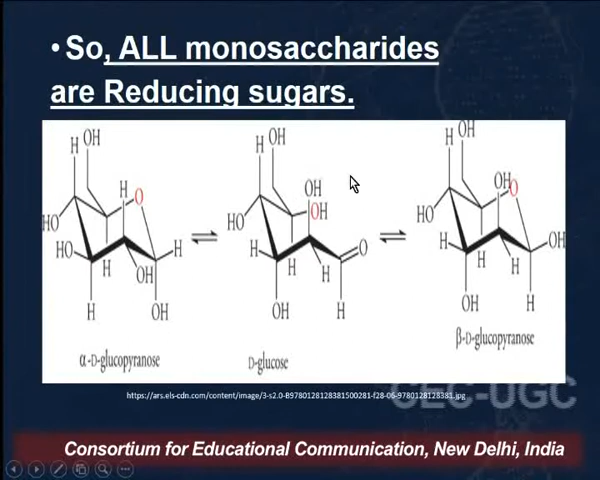 • So, ALL monosaccharides
are Reducing sugars.
H OH
H O
HO
HO H
H OH
H OH
α-D-glucopyranose
H OH
OH
OH
HO
H O
H H
OH H
D-glucose
H OH
OH O
HO
H OH
H H
OH H
β-D-glucopyranose
https://ars.els-cdn.com/content/image/3-s2.0-B9780128128381500281-f28-06-9780128128381.jpg
CEC-UGC
Consortium for Educational Communication, New Delhi, India